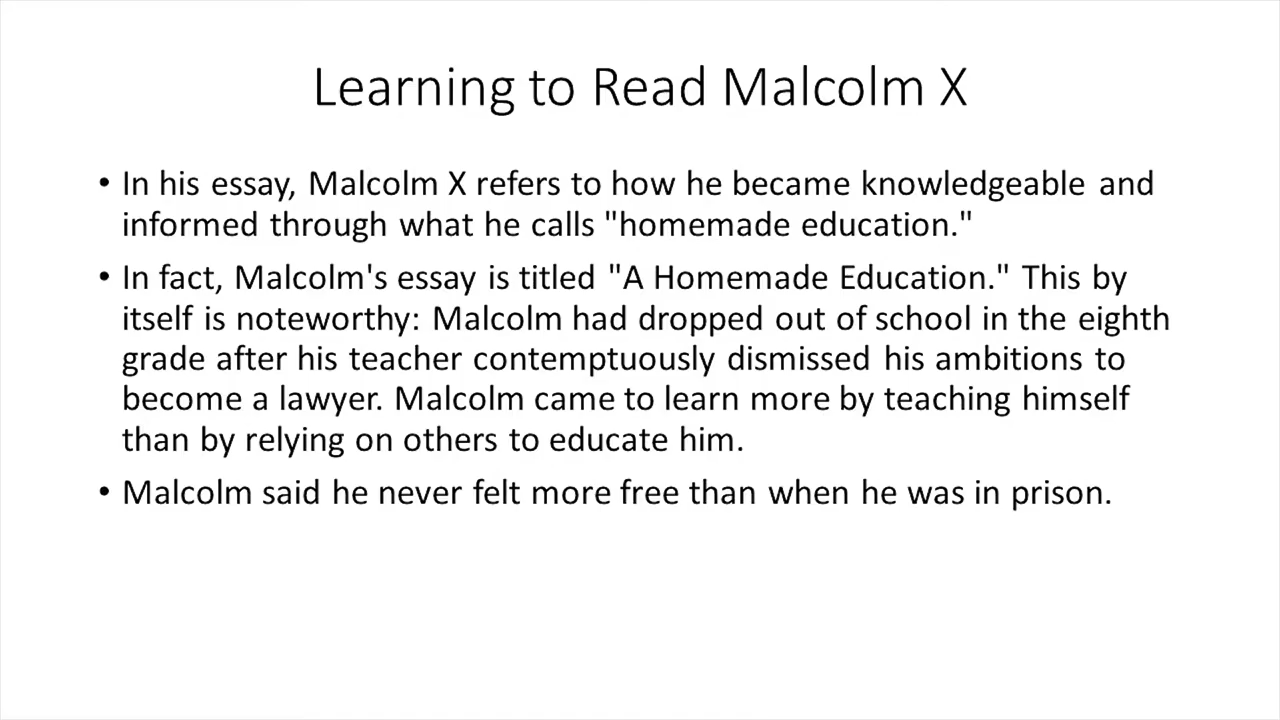 Learning to Read Malcolm X
• In his essay, Malcolm X refers to how he became knowledgeable and
informed through what he calls "homemade education."
• In fact, Malcolm's essay is titled "A Homemade Education." This by
itself is noteworthy: Malcolm had dropped out of school in the eighth
grade after his teacher contemptuously dismissed his ambitions to
become a lawyer. Malcolm came to learn more by teaching himself
than by relying on others to educate him.
• Malcolm said he never felt more free than when he was in prison.